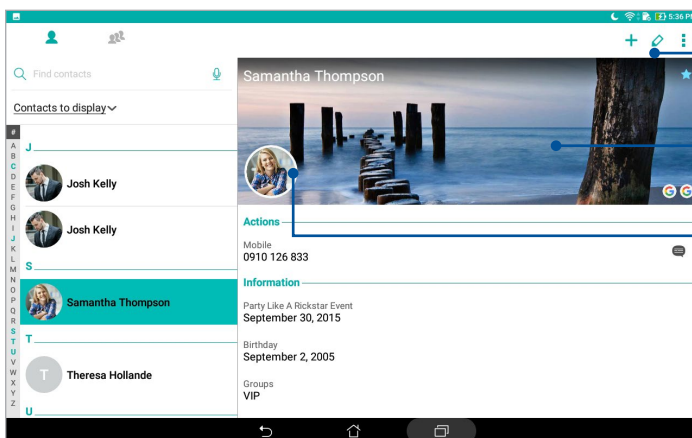 5:36 PM
Find contacts
Contacts to display
#
A
B
C
D
E
F
G
H
I
J
K
L
M
N
O
P
Q
R
S
T
U
V
W
X
Y
Z
J
Josh Kelly
Josh Kelly
S
Samantha Thompson
T
T
Theresa Hollande
U
Samantha Thompson
G G
Actions
Mobile
0910 126 833
Information
Party Like A Rickstar Event
September 30, 2015
Birthday
September 2, 2005
Groups
VIP